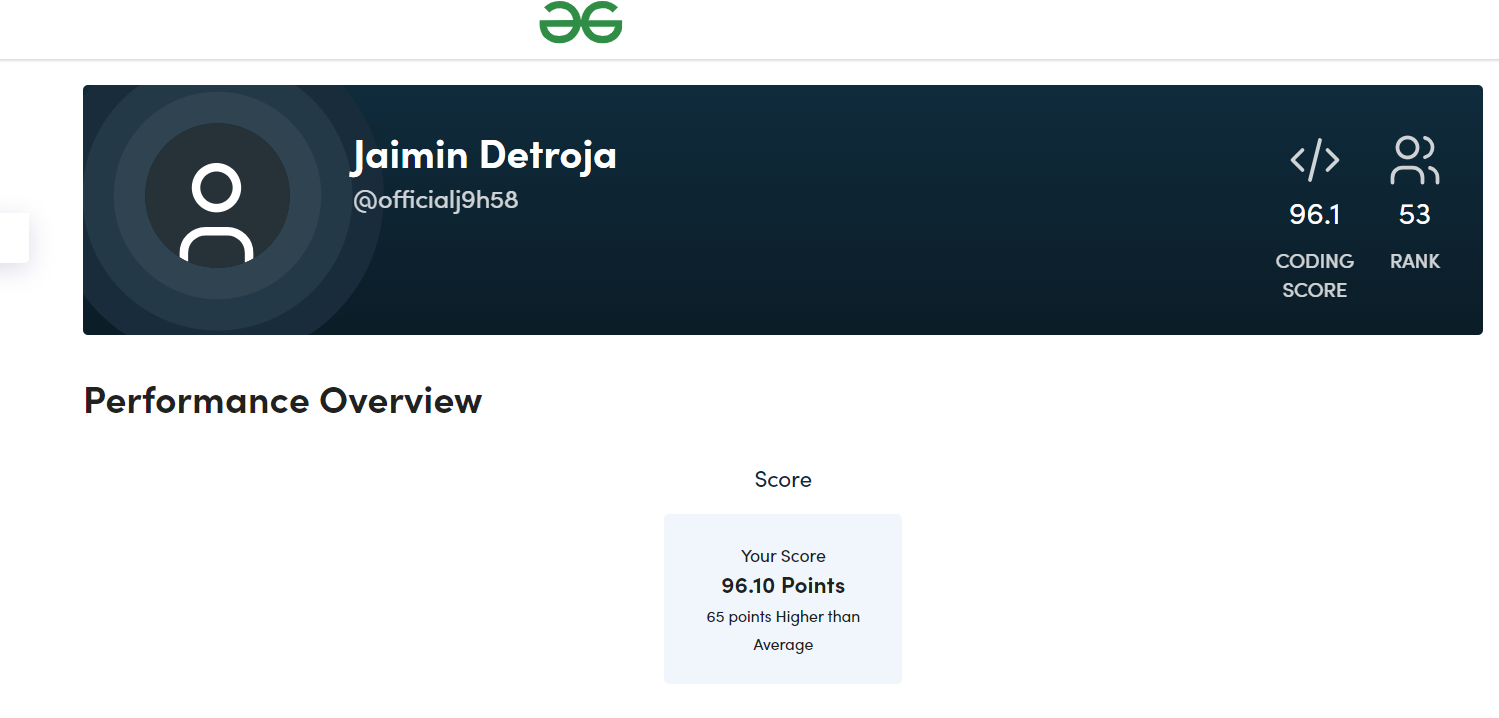 Jaimin Detroja
@officialj9h58
96.1
CODING
SCORE
53
RANK
Performance Overview
Score
Your Score
96.10 Points
65 points Higher than
Average